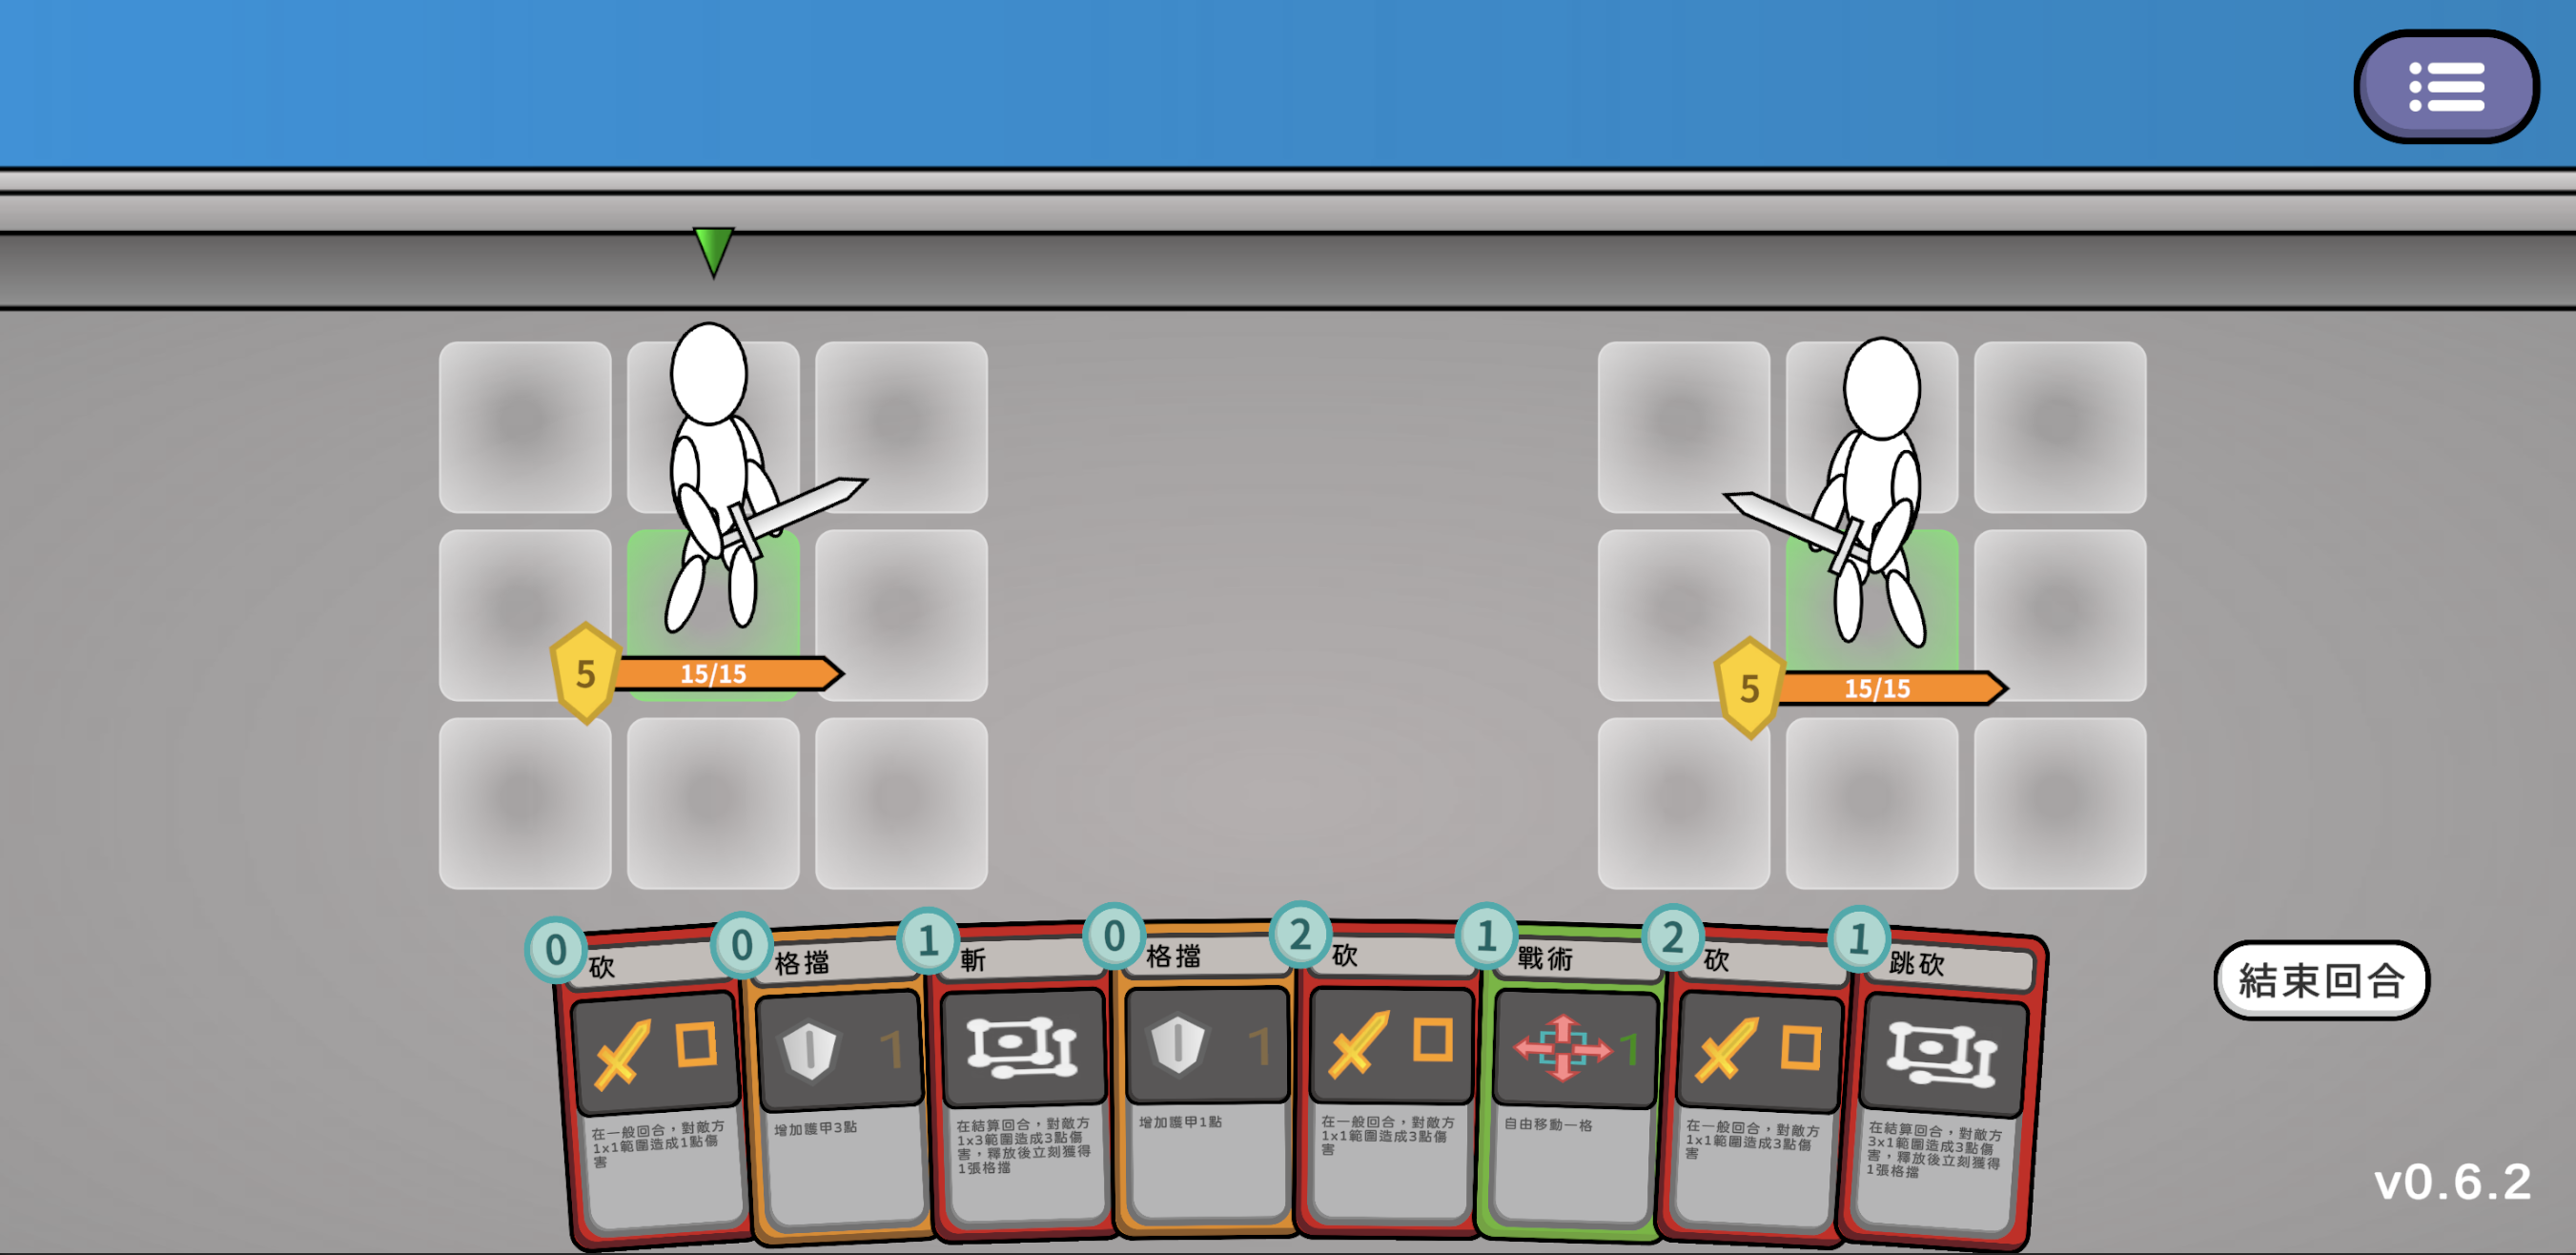 5
15/15
5
15/15
0
砍
在一般回合，對敵方
1x1範圍造成1點傷
害
0
格擋
1
增加護甲3點
1
斬
在結算回合，對敵方
1x3範圍造成3點傷
害，釋放後立刻獲得
1張格擋
0
格擋
1
增加護甲1點
2
砍
在一般回合，對敵方
1x1範圍造成3點傷
害
1
戰術
1
自由移動一格
2
砍
在一般回合，對敵方
1x1範圍造成3點傷
害
1
跳砍
在結算回合，對敵方
3x1範圍造成3點傷
害，釋放後立刻獲得
1張格擋
結束回合
v0.6.2